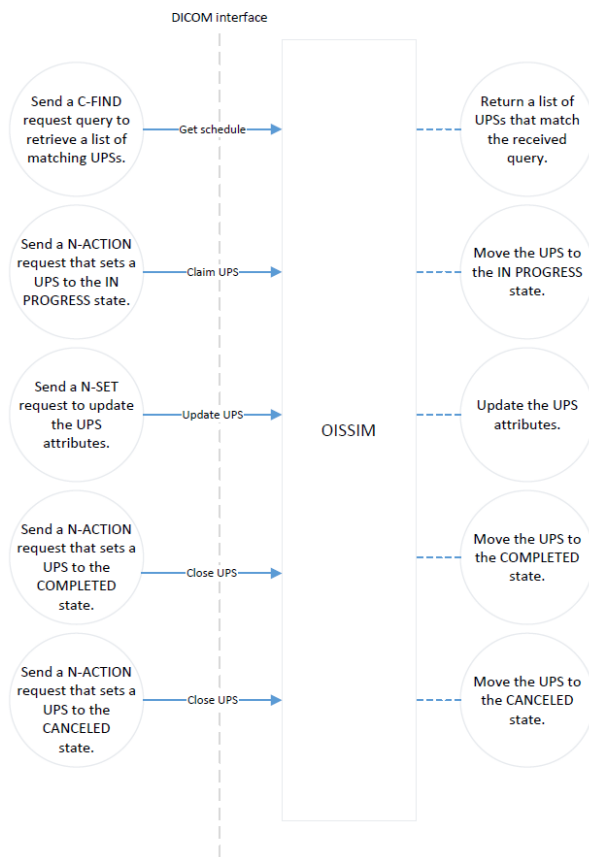 DICOM interface
Send a C-FIND
request query to
retrieve a list of
matching UPSs.
Get schedule
Return a list of
UPSs that match
the received
query.
Send a N-ACTION
request that sets a
UPS to the IN
PROGRESS state.
Claim UPS
Move the UPS to
the IN PROGRESS
state.
Send a N-SET
request to update
the UPS
attributes.
Update UPS
OISSIM
Update the UPS
attributes.
Send a N-ACTION
request that sets a
UPS to the
COMPLETED
state.
Close UPS
Move the UPS to
the COMPLETED
state.
Send a N-ACTION
request that sets a
UPS to the
CANCELED
state.
Close UPS
Move the UPS to
the CANCELED
state.